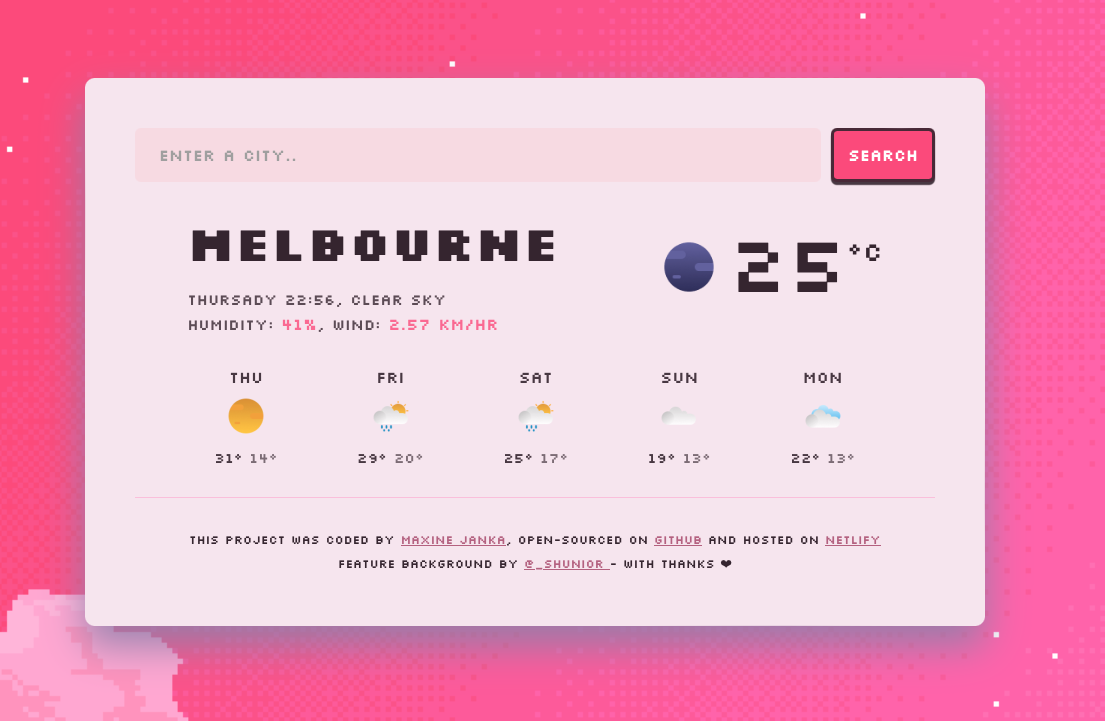 ENTER A CITY..
SEARCH
MELBOURNE
25°C
THURSADY 22:56, CLEAR SKY
HUMIDITY: 41%, WIND: 2.57 KM/HR
THU FRI SAT SUN MON
31° 14° 29° 20° 25° 17° 19° 13° 22° 13°
THIS PROJECT WAS CODED BY MAXINE JANKA, OPEN-SOURCED ON GITHUB AND HOSTED ON NETLIFY
FEATURE BACKGROUND BY @_SHUNIOR - WITH THANKS ❤